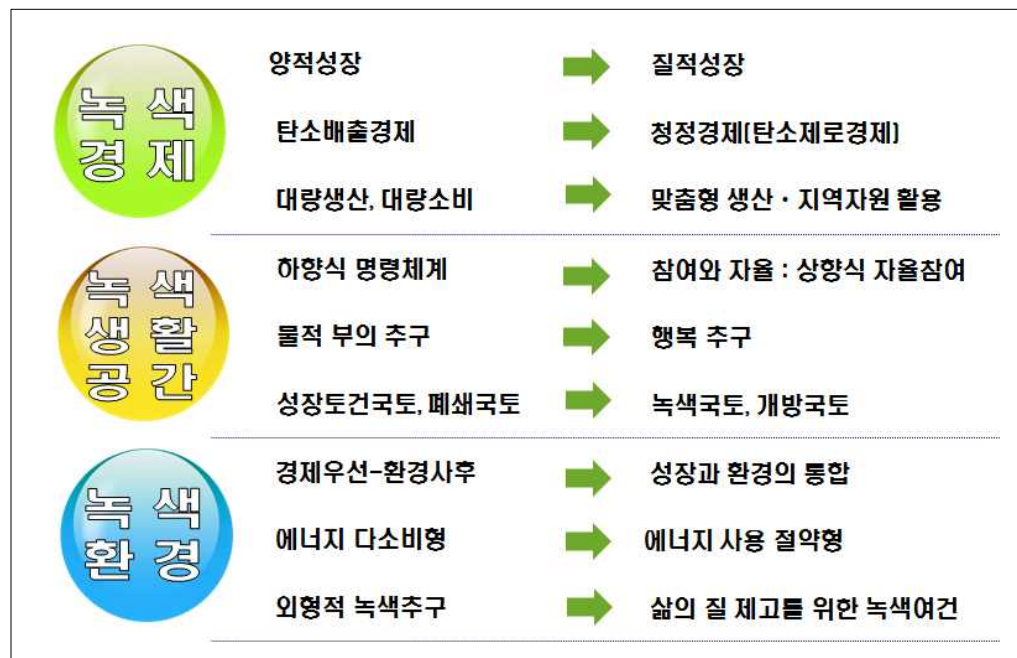 녹색
경제
양적성장 질적성장
탄소배출경제 청정경제(탄소제로경제)
대량생산, 대량소비 맞춤형 생산·지역자원 활용
녹색
생활
공간
하향식 명령체계 참여와 자율 : 상향식 자율참여
물적 부의 추구 행복 추구
성장토건국토, 폐쇄국토 녹색국토, 개방국토
녹색
환경
경제우선-환경사후 성장과 환경의 통합
에너지 다소비형 에너지 사용 절약형
외형적 녹색추구 삶의 질 제고를 위한 녹색여건